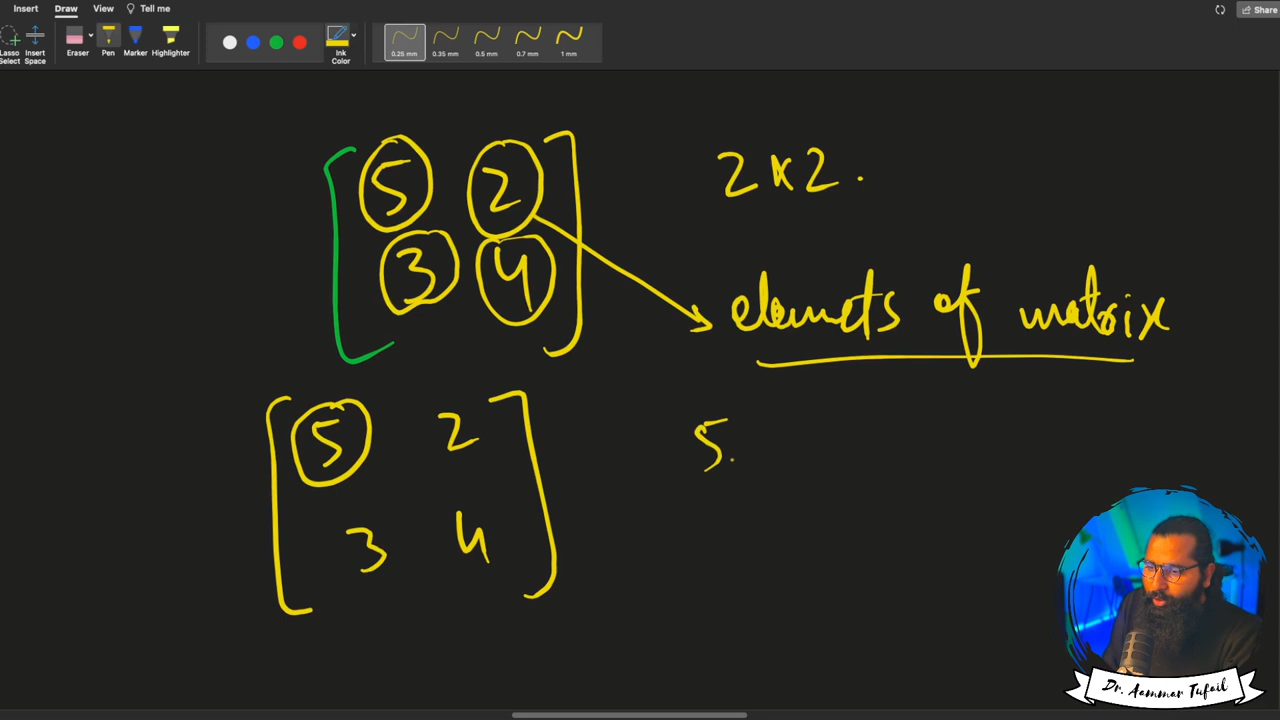 Insert Draw View Tell me Share
Lasso Select
Insert Space
Eraser
Pen
Marker
Highlighter
Ink Color
0.25 mm
0.35 mm
0.5 mm
0.7 mm
1 mm
5 2
3 4
2x2.
elemets of matrix
5 2
3 4
5.
Dr. Aammar Tufail